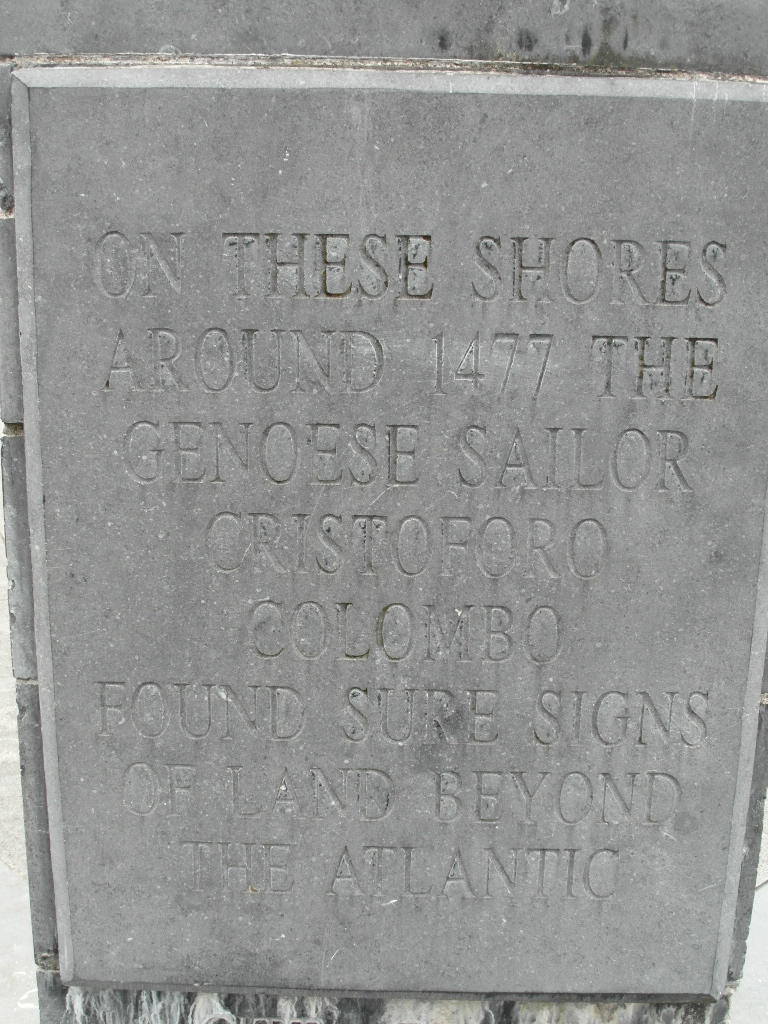 ON THESE SHORES
AROUND 1477 THE
GENOESE SAILOR
CRISTOFORO
COLOMBO
FOUND SURE SIGNS
OF LAND BEYOND
THE ATLANTIC